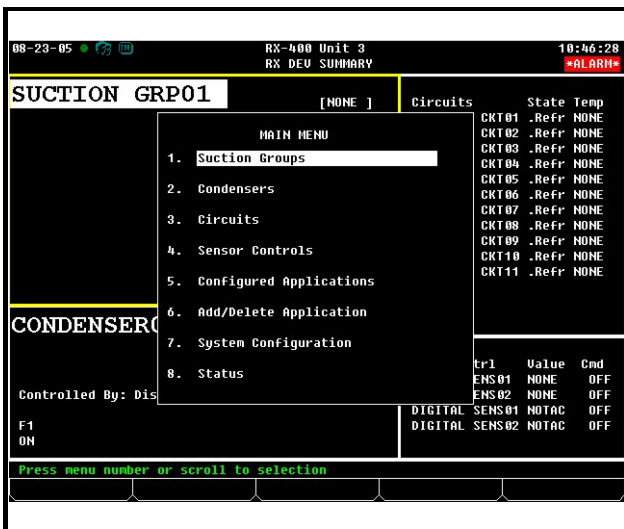 08-23-05 RX-400 Unit 3 10:46:28
RX DEV SUMMARY *ALARM*
SUCTION GRP01
[NONE ]
Circuits State Temp
CKT01 .Refr NONE
CKT02 .Refr NONE
CKT03 .Refr NONE
CKT04 .Refr NONE
CKT05 .Refr NONE
CKT06 .Refr NONE
CKT07 .Refr NONE
CKT08 .Refr NONE
CKT09 .Refr NONE
CKT10 .Refr NONE
CKT11 .Refr NONE
MAIN MENU
1. Suction Groups
2. Condensers
3. Circuits
4. Sensor Controls
5. Configured Applications
6. Add/Delete Application
7. System Configuration
8. Status
CONDENSER
Controlled By: Dis
F1
ON
trl Value Cmd
ENS01 NONE OFF
ENS02 NONE OFF
DIGITAL SENS01 NOTAC OFF
DIGITAL SENS02 NOTAC OFF
Press menu number or scroll to selection